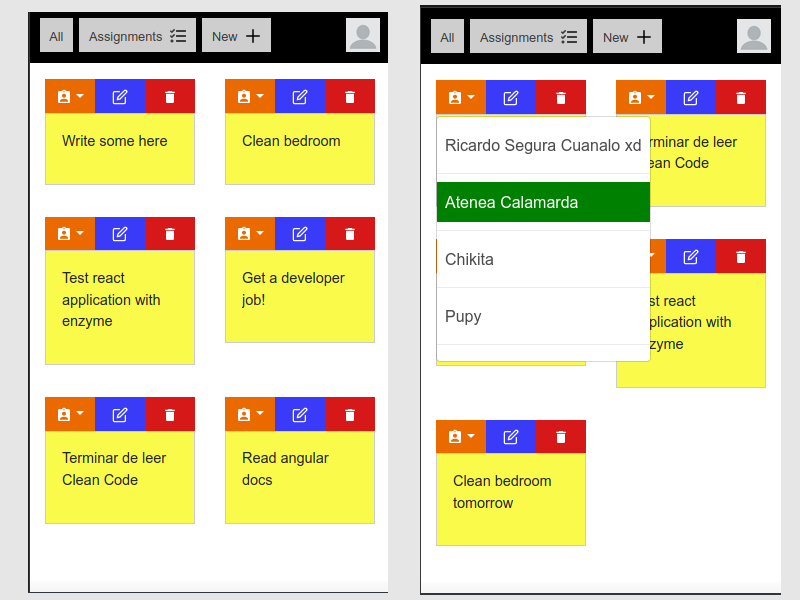 All
Assignments
New
Write some here
Clean bedroom
Test react
application with
enzyme
Get a developer
job!
Terminar de leer
Clean Code
Read angular
docs
All
Assignments
New
Ricardo Segura Cuanalo xd
Atenea Calamarda
Chikita
Pupy
rminar de leer
ean Code
st react
plication with
zyme
Clean bedroom
tomorrow